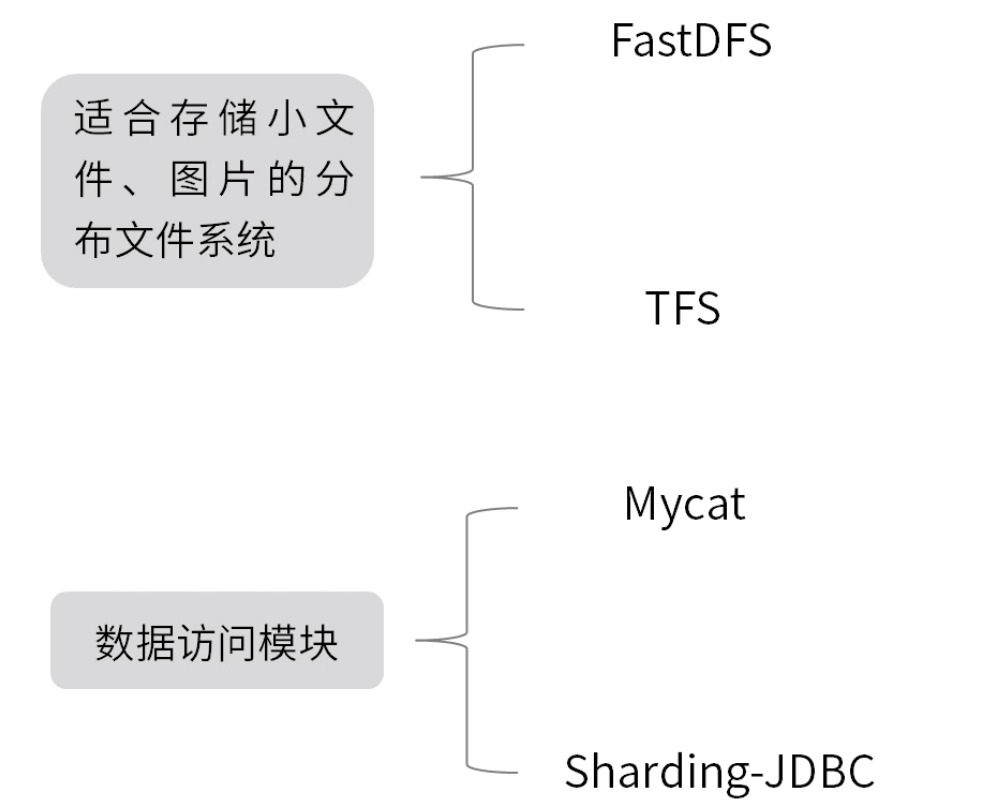 FastDFS
适合存储小文
件、图片的分
布文件系统
TFS
Mycat
数据访问模块
Sharding-JDBC